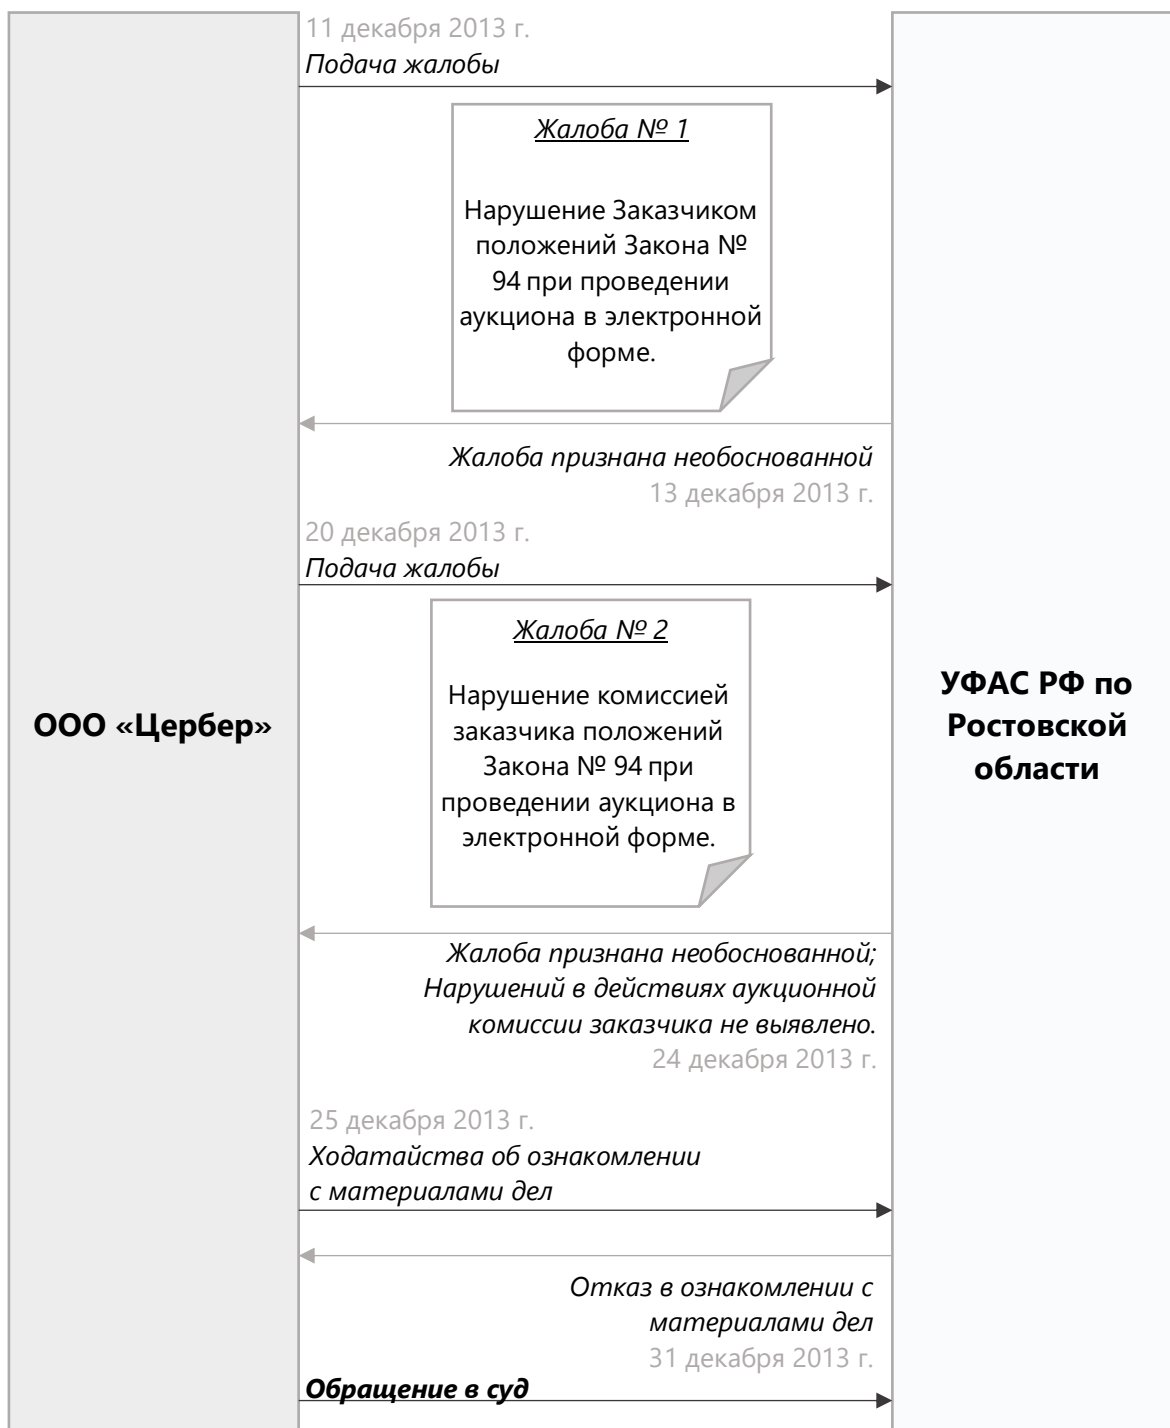 11 декабря 2013 г.
Подача жалобы
Жалоба № 1
Нарушение Заказчиком
положений Закона №
94 при проведении
аукциона в электронной
форме.
Жалоба признана необоснованной
13 декабря 2013 г.
20 декабря 2013 г.
Подача жалобы
Жалоба № 2
Нарушение комиссией
заказчика положений
Закона № 94 при
проведении аукциона в
электронной форме.
ООО «Цербер»
УФАС РФ по
Ростовской
области
Жалоба признана необоснованной;
Нарушений в действиях аукционной
комиссии заказчика не выявлено.
24 декабря 2013 г.
25 декабря 2013 г.
Ходатайства об ознакомлении
с материалами дел
Отказ в ознакомлении с
материалами дел
31 декабря 2013 г.
Обращение в суд